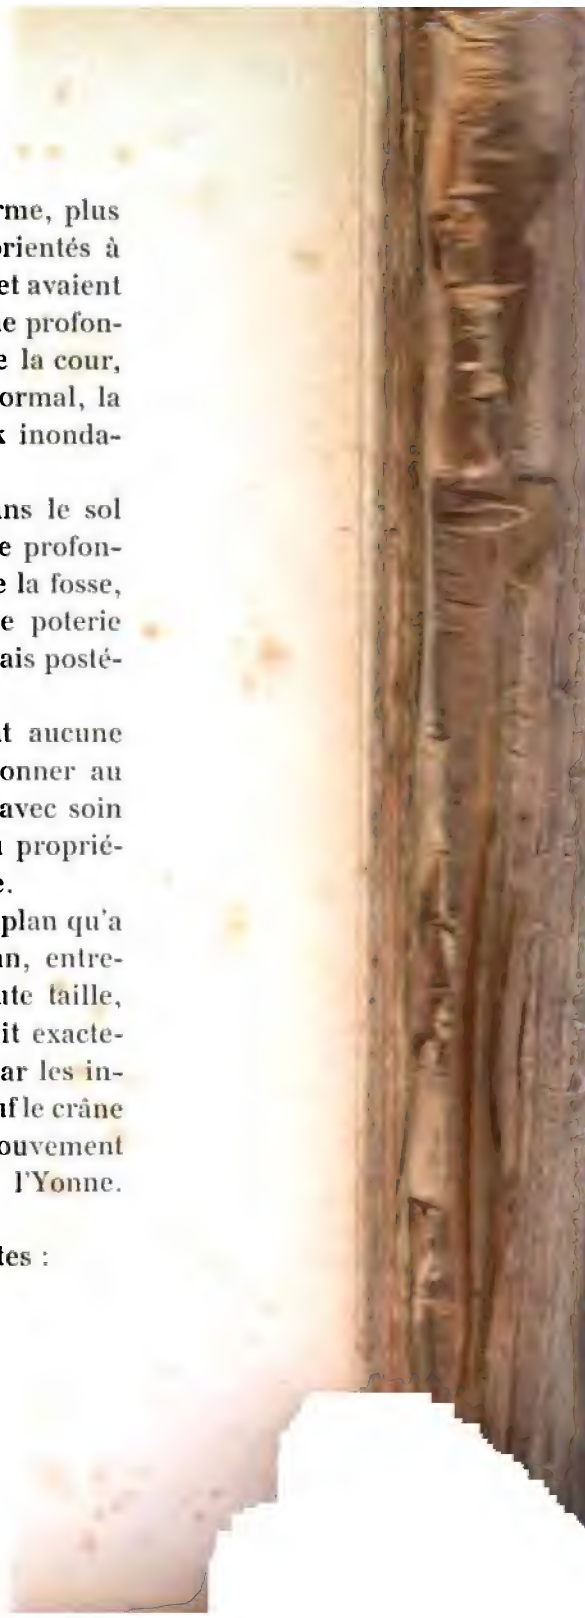 rme, plus
rientés à
et avaient
e profon-
e la cour,
ormal, la
x inonda-
ns le sol
e profon-
e la fosse,
e poterie
ais posté-
t aucune
onner au
avec soin
proprié-
e.
plan qu'a
an, entre-
ute taille,
it exacte-
ar les in-
uf le crâne
ouvement
l'Yonne.
tes :